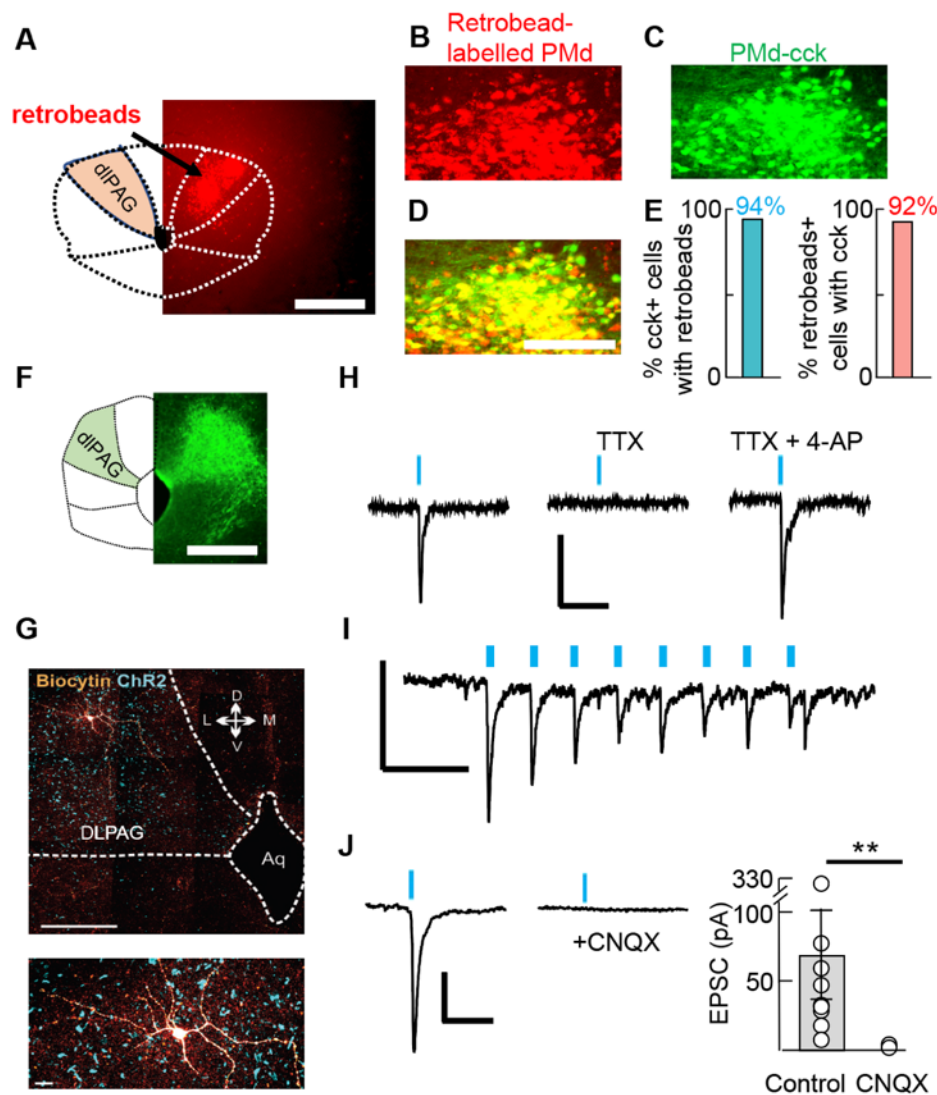 A
retrobeads
dlPAG
B
Retrobead-
labelled PMd
C
PMd-cck
D
E
% cck+ cells
with retrobeads
100
0
94%
% retrobeads+
cells with cck
100
0
92%
F
dlPAG
G
Biocytin ChR2
D
L M
V
DLPAG
Aq
H
TTX
TTX + 4-AP
I
J
+CNQX
**
EPSC (pA)
330
100
50
Control CNQX